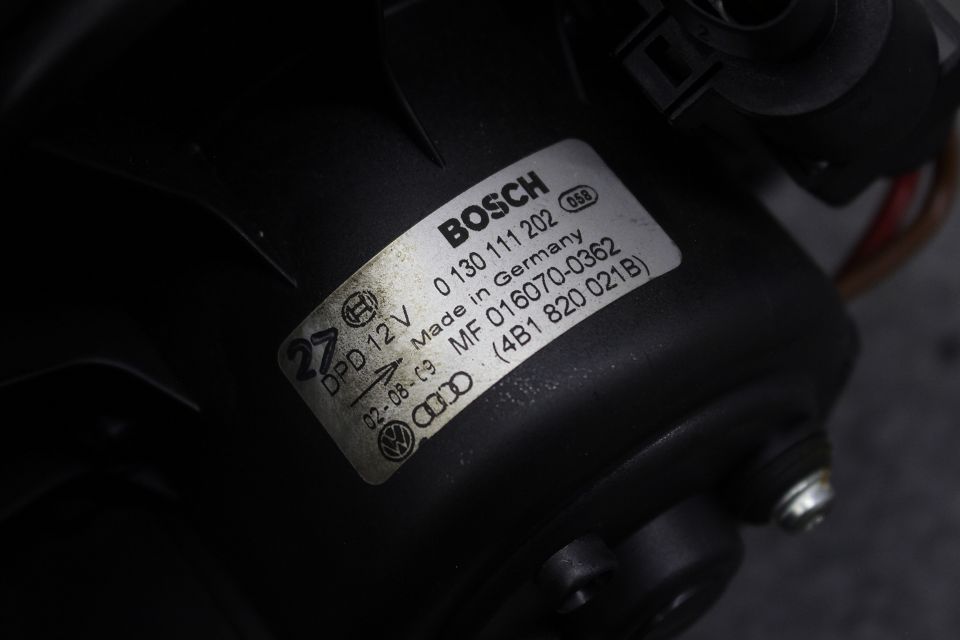 BOSCH
0 130 111 202 058
27 DPD 12 V Made in Germany
MF 016070-0362
02-08-09 (4B1 820 021B)
VW